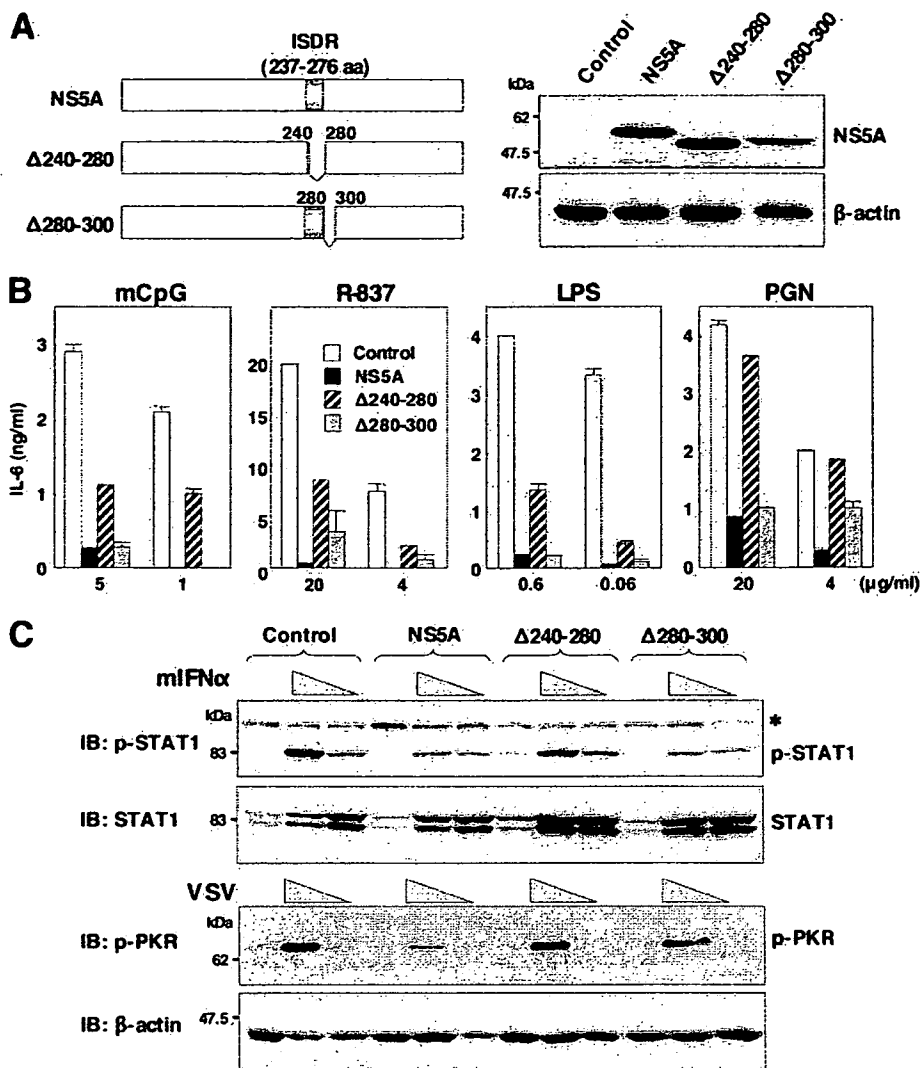 A
ISDR
(237-276 aa)
NS5A
240 280
Δ240-280
280 300
Δ280-300
Control NS5A Δ240-280 Δ280-300
kDa
62
47.5
NS5A
47.5
β-actin
B
mCpG R-837 LPS PGN
IL-6 (ng/ml)
3
2
1
0
5 1
20
15
10
5
0
20 4
Control
NS5A
Δ240-280
Δ280-300
4
3
2
1
0
0.6 0.06
4
3
2
1
0
20 4 (μg/ml)
C
Control NS5A Δ240-280 Δ280-300
mIFNα
kDa
*
IB: p-STAT1 83 p-STAT1
IB: STAT1 83 STAT1
VSV
kDa
IB: p-PKR p-PKR
62
47.5
IB: β-actin